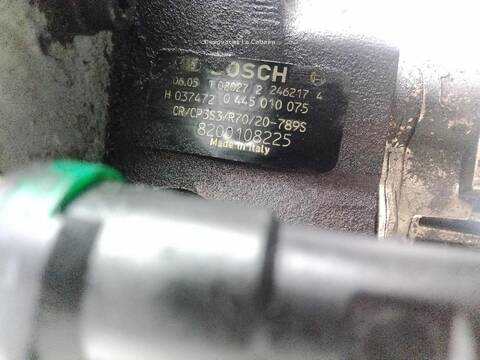 BOSCH
06.05 T 08027 2 246217 4
H 037472 0 445 010 075
CR/CP3S3/R70/20-789S
8200108225
Made in Italy